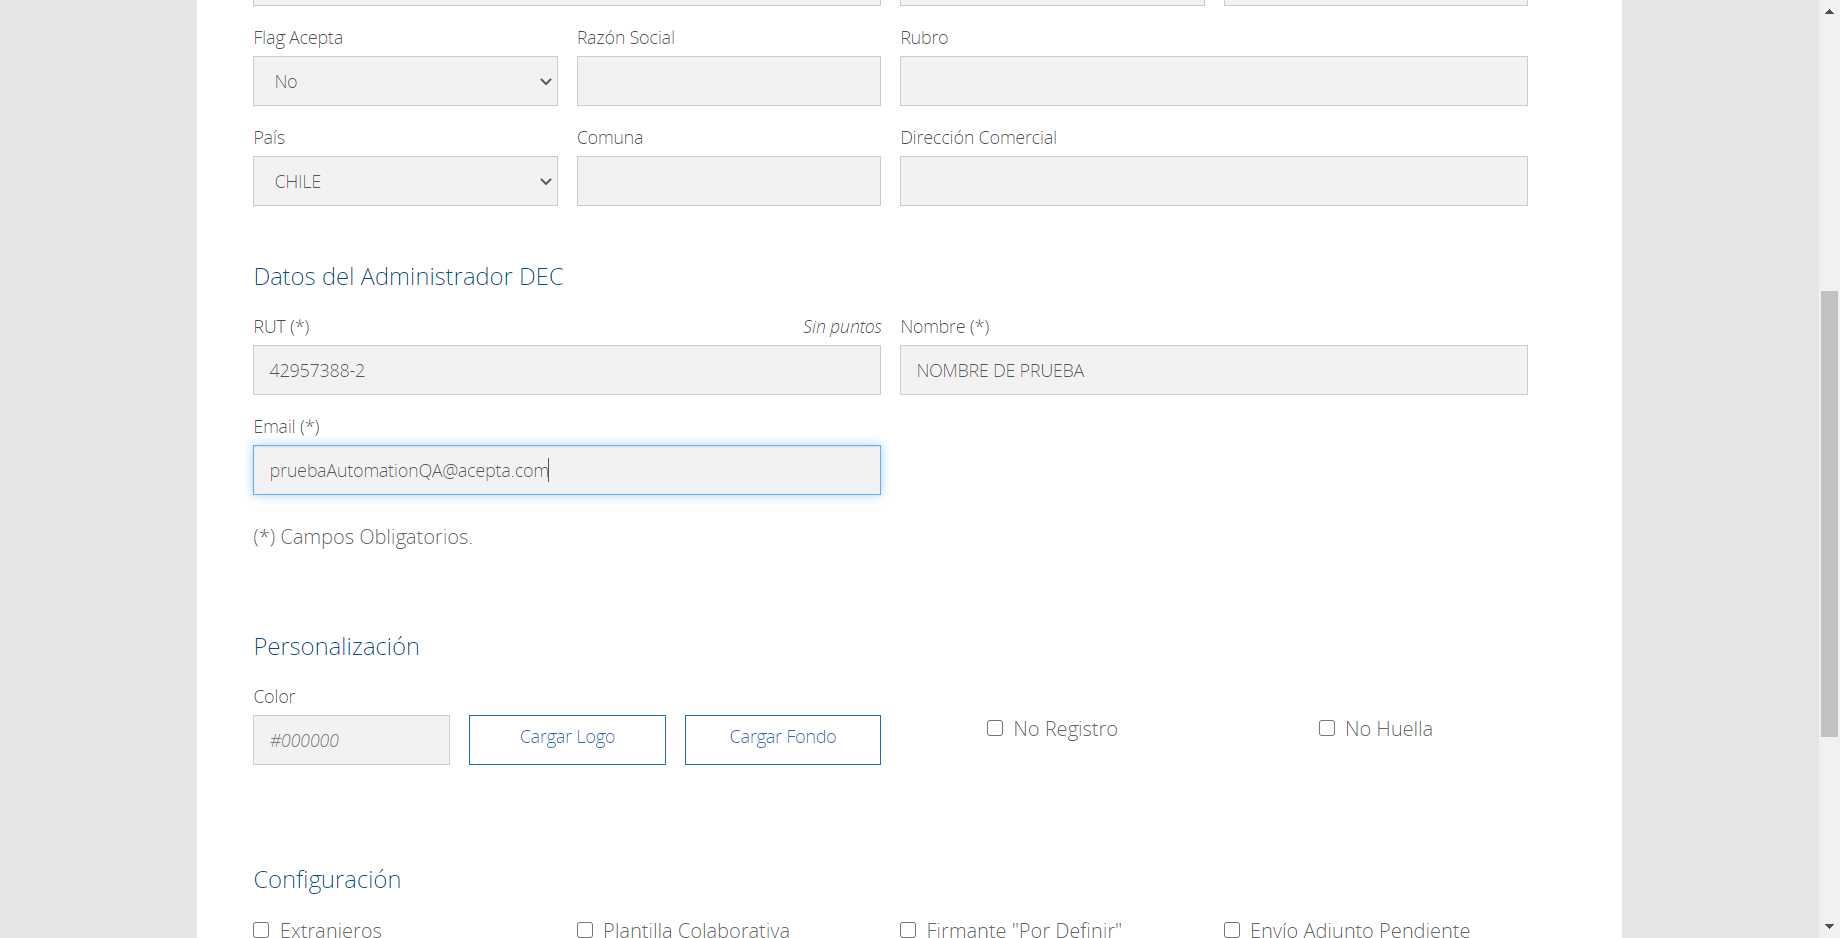 Flag Acepta Razón Social Rubro
No
País Comuna Dirección Comercial
CHILE
Datos del Administrador DEC
RUT (*) Sin puntos Nombre (*)
42957388-2 NOMBRE DE PRUEBA
Email (*)
pruebaAutomationQA@acepta.com
(*) Campos Obligatorios.
Personalización
Color
#000000 Cargar Logo Cargar Fondo No Registro No Huella
Configuración
Extranjeros Plantilla Colaborativa Firmante "Por Definir" Envío Adjunto Pendiente